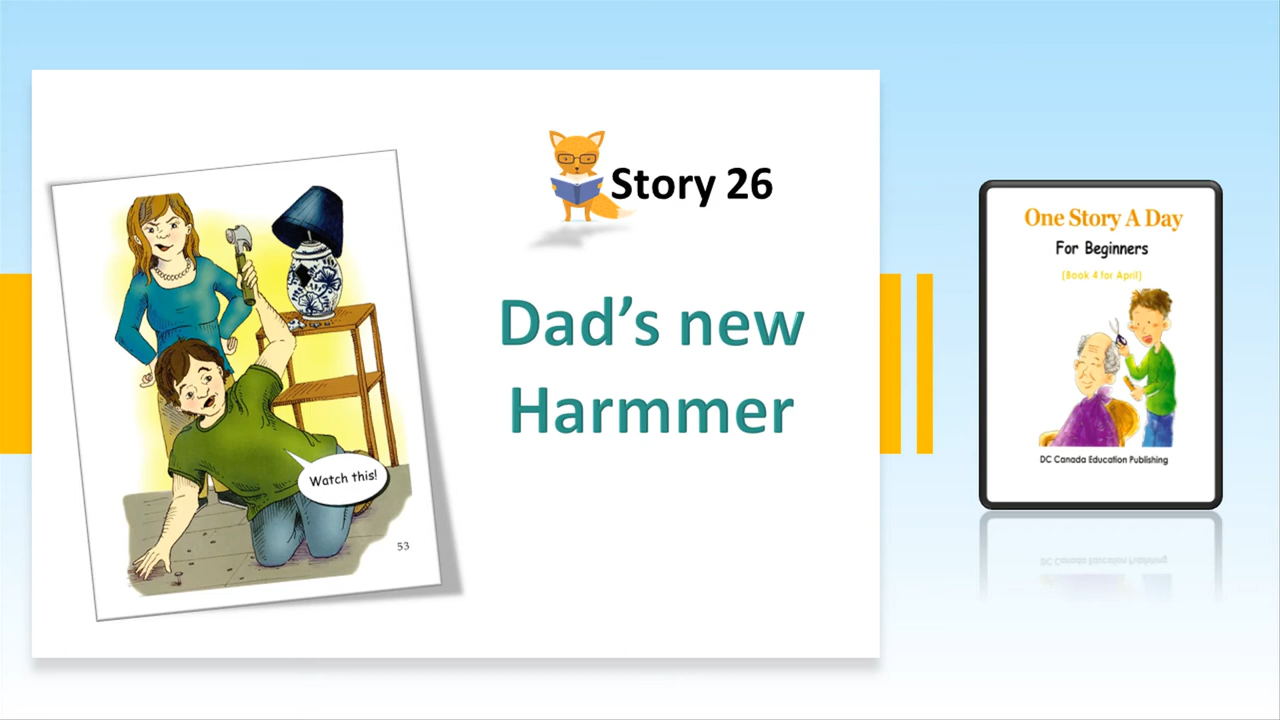 Story 26
Dad's new
Harmmer
Watch this!
53
One Story A Day
For Beginners
(Book 4 for April)
DC Canada Education Publishing